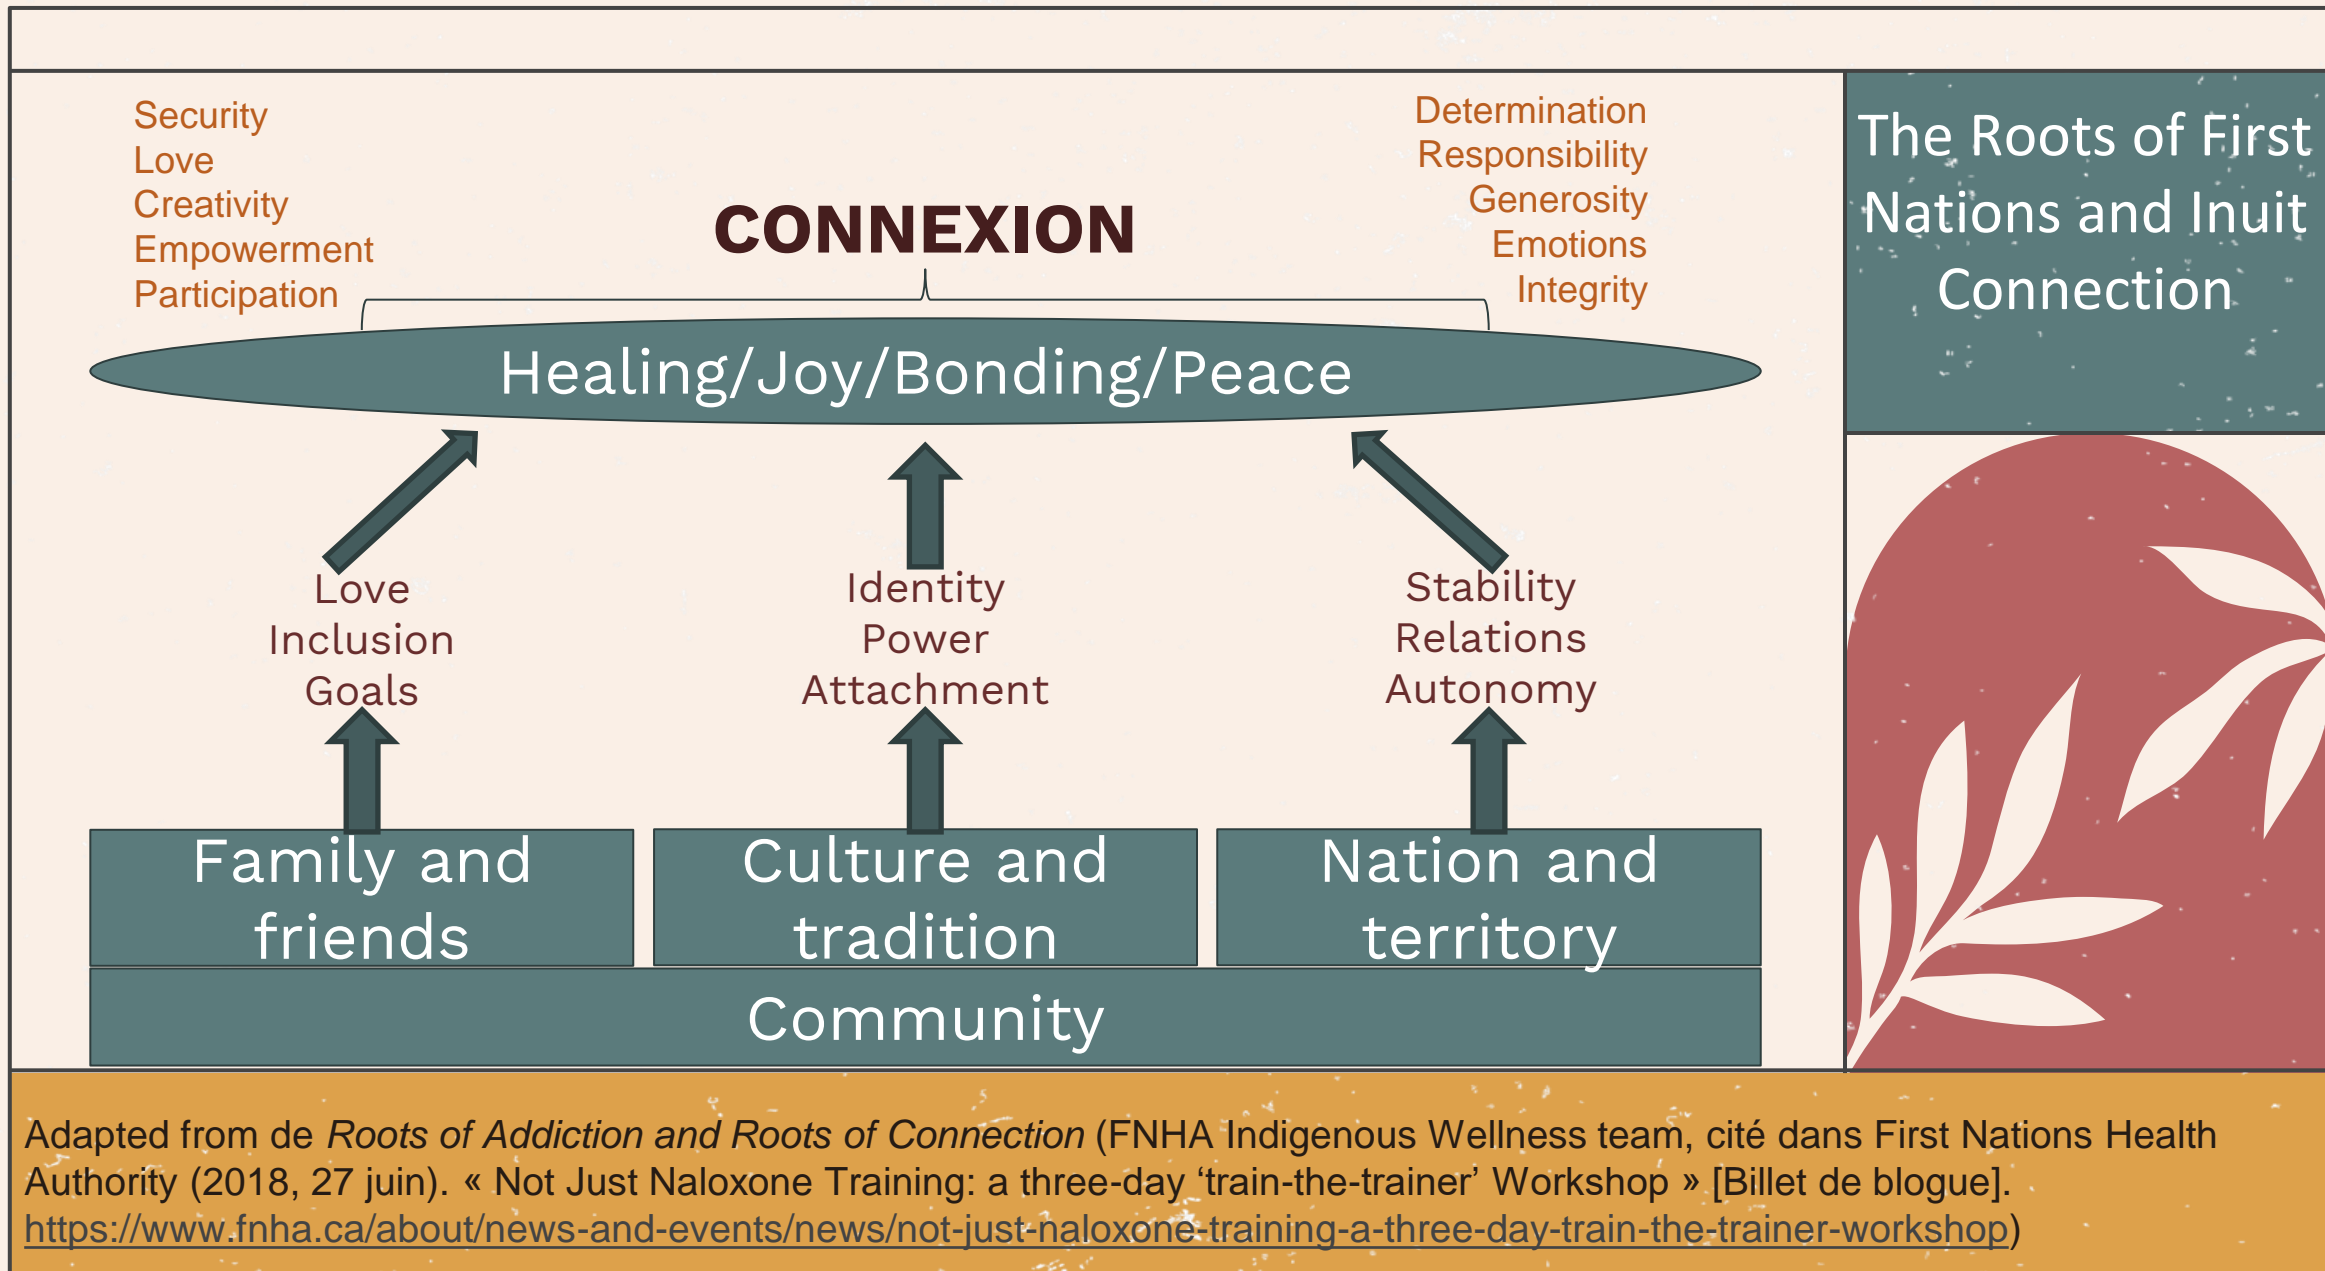 Security
Love
Creativity
Empowerment
Participation
CONNEXION
Determination
Responsibility
Generosity
Emotions
Integrity
Healing/Joy/Bonding/Peace
Love
Inclusion
Goals
Identity
Power
Attachment
Stability
Relations
Autonomy
Family and
friends
Culture and
tradition
Nation and
territory
Community
The Roots of First
Nations and Inuit
Connection
Adapted from de Roots of Addiction and Roots of Connection (FNHA Indigenous Wellness team, cité dans First Nations Health
Authority (2018, 27 juin). « Not Just Naloxone Training: a three-day ‘train-the-trainer’ Workshop » [Billet de blogue].
https://www.fnha.ca/about/news-and-events/news/not-just-naloxone-training-a-three-day-train-the-trainer-workshop)